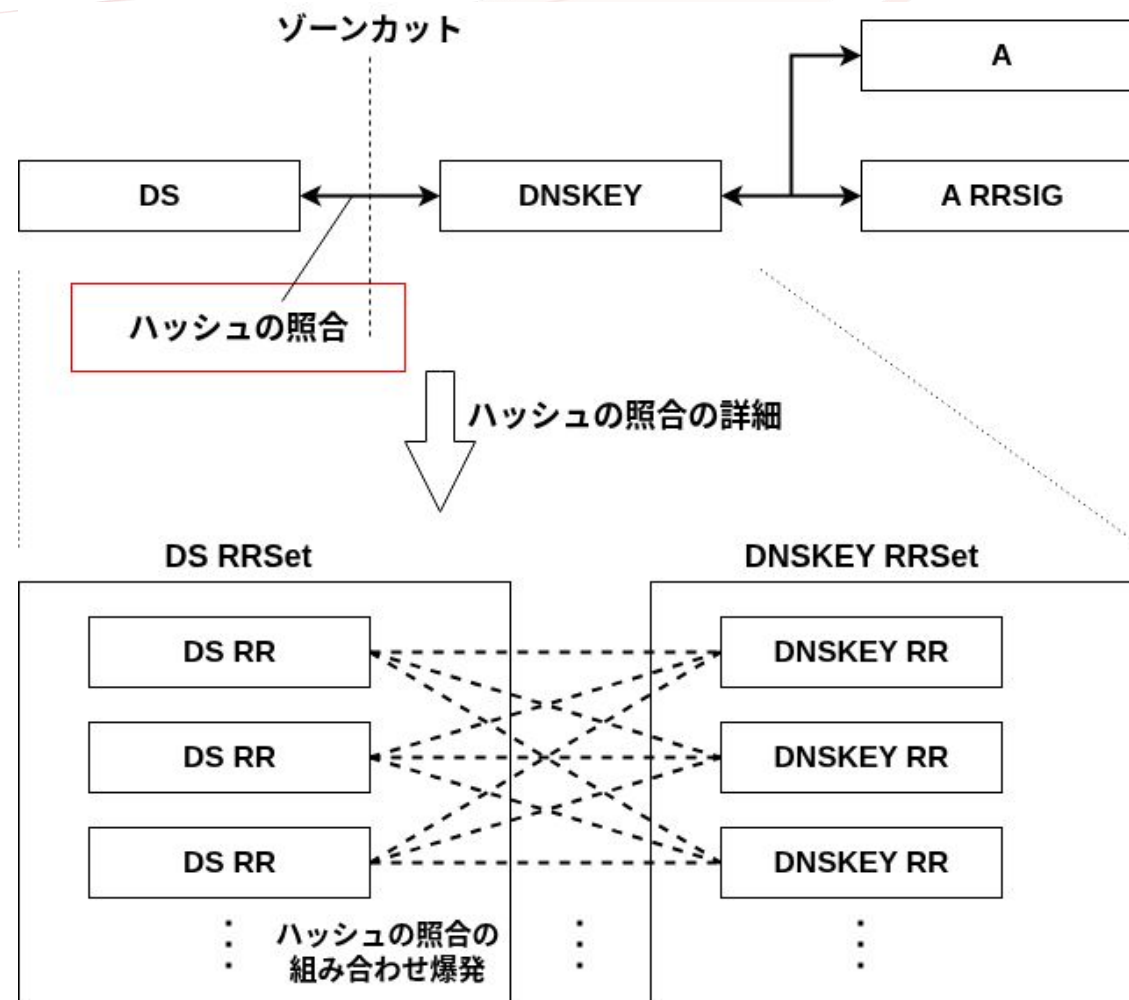 ゾーンカット
A
DS
DNSKEY
A RRSIG
ハッシュの照合
ハッシュの照合の詳細
DS RRSet
DNSKEY RRSet
DS RR
DNSKEY RR
DS RR
DNSKEY RR
DS RR
DNSKEY RR
ハッシュの照合の
組み合わせ爆発